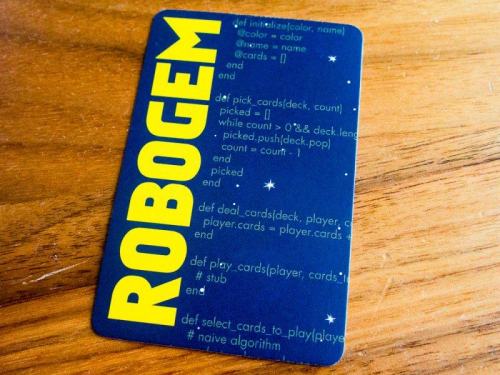 ROBOGEM
def initialize(color, name)
@color = color
@name = name
@cards = []
end
end
def pick_cards(deck, count)
picked = []
while count > 0 && deck.leng
picked.push(deck.pop)
count = count - 1
end
picked
end
def deal_cards(deck, player, c
player.cards = player.cards +
end
def play_cards(player, cards_t
# stub
end
def select_cards_to_play(playe
# naive algorithm